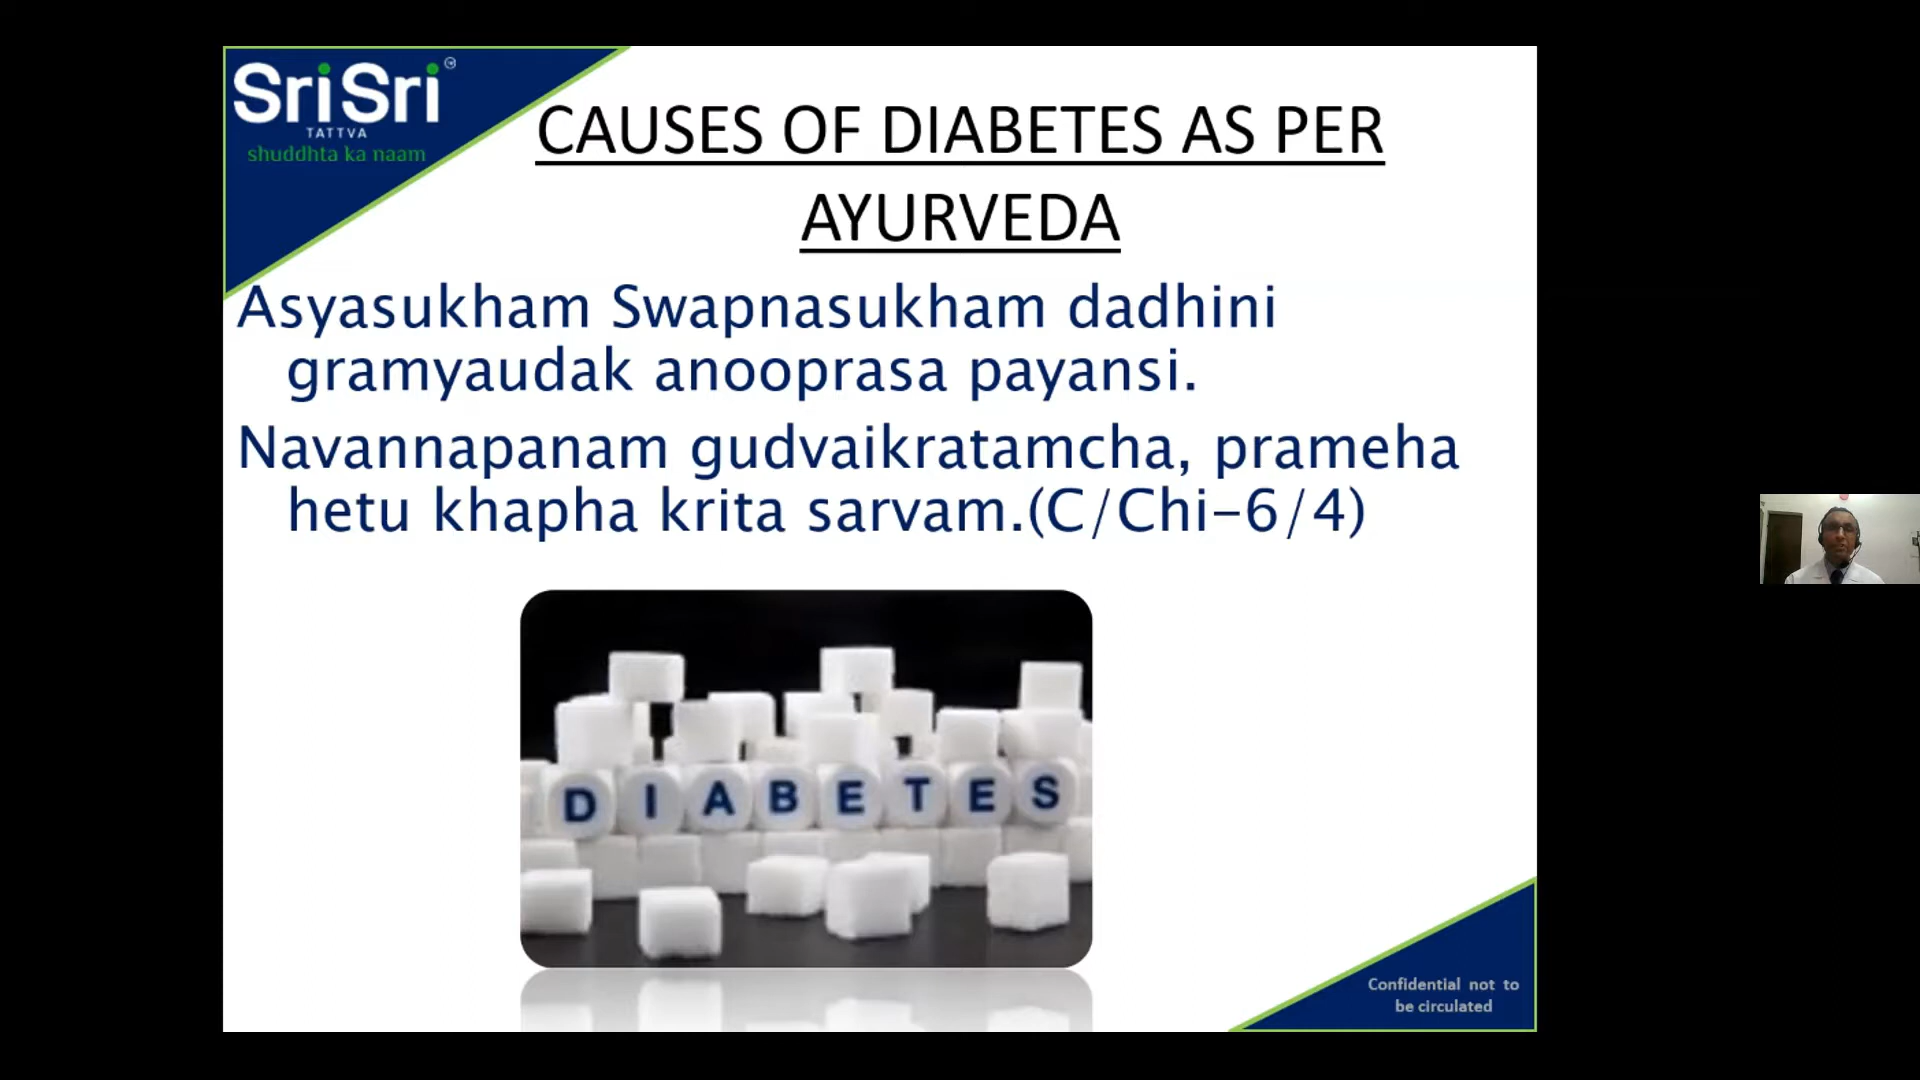 SriSri®
TATTVA
shuddhta ka naam
CAUSES OF DIABETES AS PER
AYURVEDA
Asyasukham Swapnasukham dadhini
gramyaudak anooprasa payansi.
Navannapanam gudvaikratamcha, prameha
hetu khapha krita sarvam.(C/Chi-6/4)
DIABETES
Confidential not to
be circulated